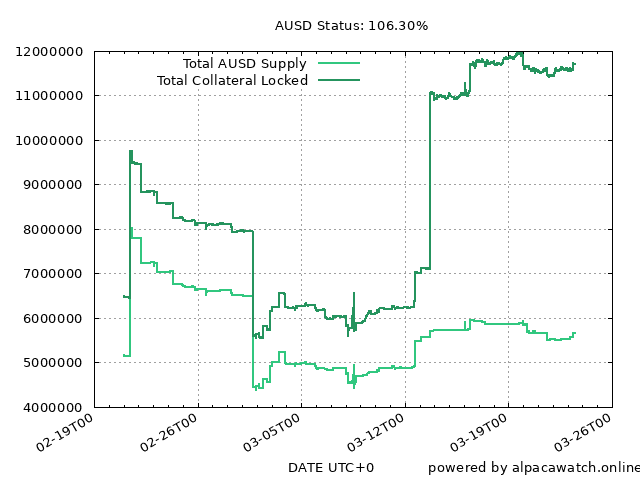 AUSD Status: 106.30%
Total AUSD Supply
Total Collateral Locked
12000000
11000000
10000000
9000000
8000000
7000000
6000000
5000000
4000000
02-19T00
02-26T00
03-05T00
03-12T00
03-19T00
03-26T00
DATE UTC+0
powered by alpacawatch.online